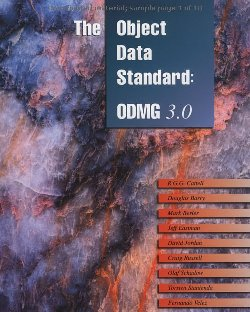 The Object
Data
Standard:
ODMG 3.0
R.G.G. Cattell
Douglas Barry
Mark Berler
Jeff Eastman
David Jordan
Craig Russell
Olaf Schadow
Torsten Stanienda
Fernando Velez